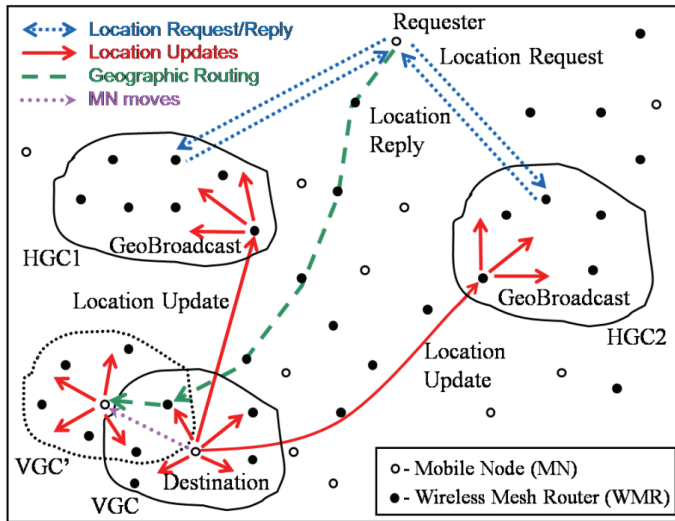 Location Request/Reply
Location Updates
Geographic Routing
MN moves
Requester
Location Request
Location
Reply
GeoBroadcast
HGC1
GeoBroadcast
HGC2
Location Update
Location
Update
VGC'
VGC
Destination
- Mobile Node (MN)
- Wireless Mesh Router (WMR)